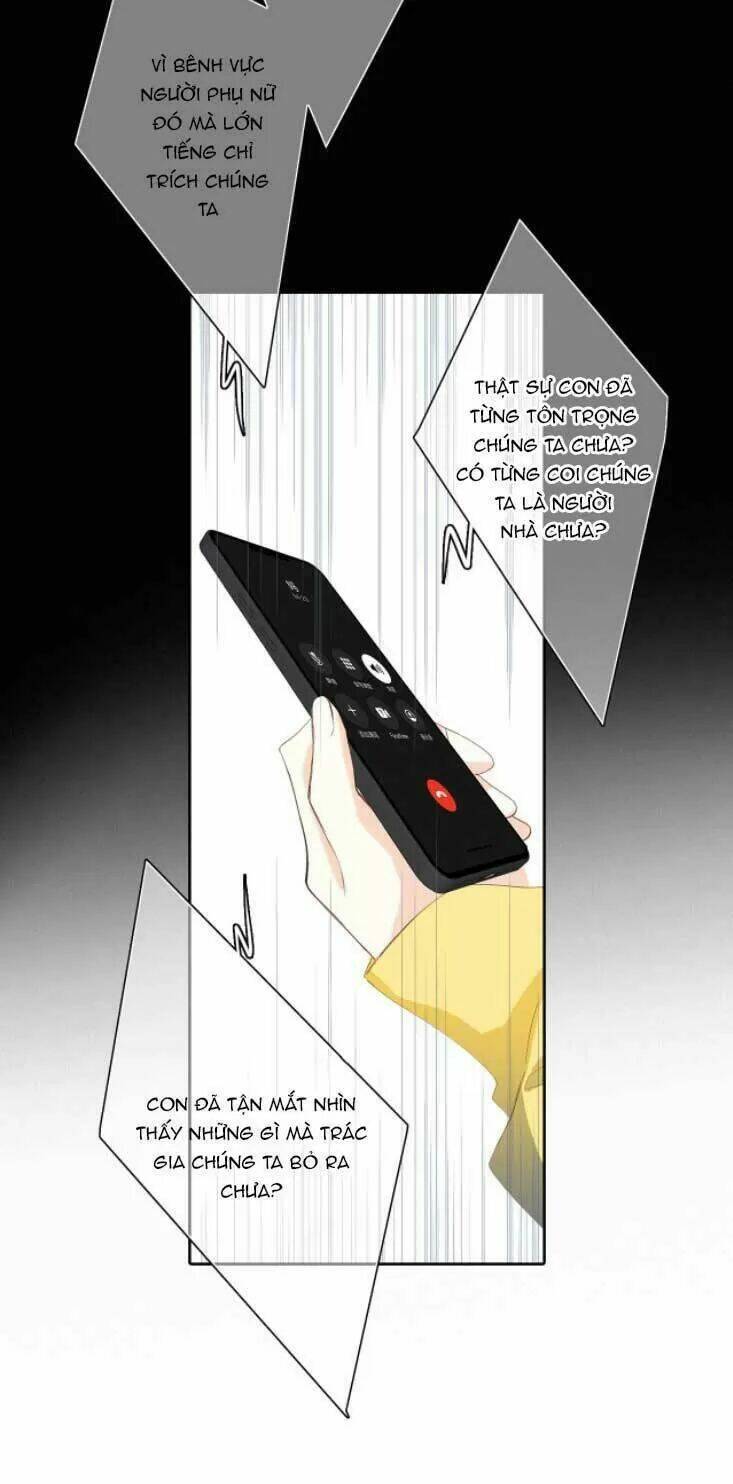 VÌ BÊNH VỰC
NGƯỜI PHỤ NỮ
ĐÓ MÀ LỚN
TIẾNG CHỈ
TRÍCH CHÚNG
TA
THẬT SỰ CON ĐÃ
TỪNG TÔN TRỌNG
CHÚNG TA CHƯA?
CÓ TỪNG COI CHÚNG
TA LÀ NGƯỜI
NHÀ CHƯA?
CON ĐÃ TẬN MẮT NHÌN
THẤY NHỮNG GÌ MÀ TRÁC
GIA CHÚNG TA BỎ RA
CHƯA?